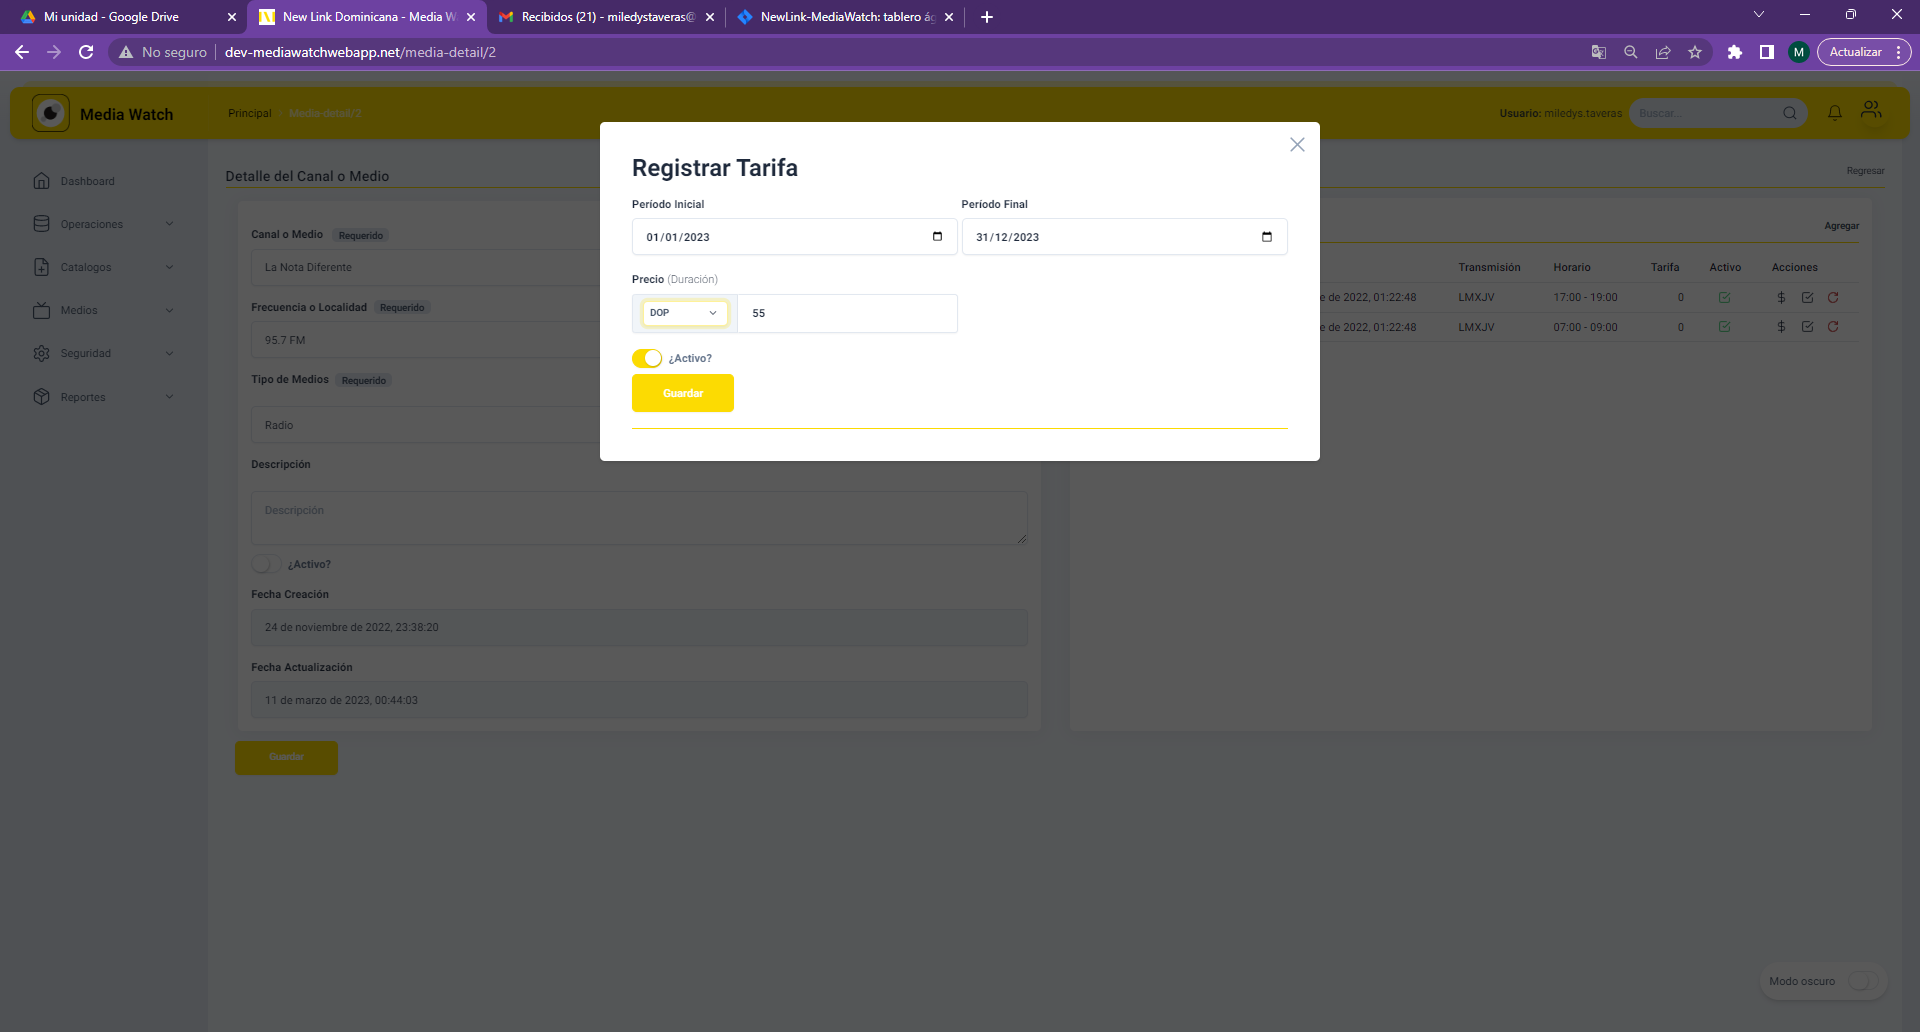 Mi unidad - Google Drive
New Link Dominicana - Media W
Recibidos (21) - miledystaveras@
NewLink-MediaWatch: tablero ág
No seguro
dev-mediawatchwebapp.net/media-detail/2
M
Actualizar
Media Watch
Principal
Media-detail/2
Usuario: miledys.taveras
Buscar...
Dashboard
Operaciones
Catalogos
Medios
Seguridad
Reportes
Detalle del Canal o Medio
Regresar
Canal o Medio Requerido
La Nota Diferente
Frecuencia o Localidad Requerido
95.7 FM
Tipo de Medios Requerido
Radio
Descripción
Descripción
¿Activo?
Fecha Creación
24 de noviembre de 2022, 23:38:20
Fecha Actualización
11 de marzo de 2023, 00:44:03
Guardar
Registrar Tarifa
Período Inicial Período Final
01/01/2023 31/12/2023
Precio (Duración)
DOP 55
¿Activo?
Guardar
Agregar
Transmisión Horario Tarifa Activo Acciones
e de 2022, 01:22:48 LMXJV 17:00 - 19:00 0
e de 2022, 01:22:48 LMXJV 07:00 - 09:00 0
Modo oscuro